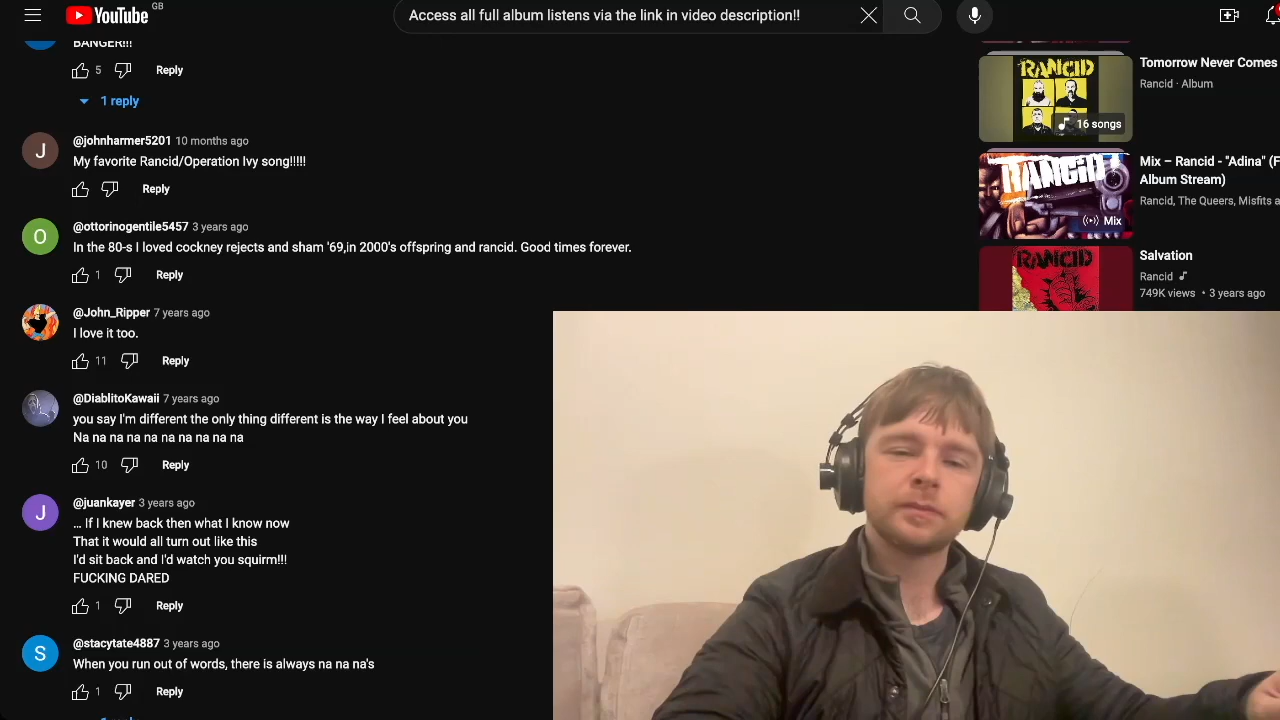 YouTube GB
Access all full album listens via the link in video description!!
BANGER!!!
5 Reply
1 reply
J
@johnharmer5201 10 months ago
My favorite Rancid/Operation Ivy song!!!!!
Reply
O
@ottorinogentile5457 3 years ago
In the 80-s I loved cockney rejects and sham '69,in 2000's offspring and rancid. Good times forever.
1 Reply
@John_Ripper 7 years ago
I love it too.
11 Reply
@DiablitoKawaii 7 years ago
you say I'm different the only thing different is the way I feel about you
Na na na na na na na na na na
10 Reply
J
@juankayer 3 years ago
... If I knew back then what I know now
That it would all turn out like this
I'd sit back and I'd watch you squirm!!!
FUCKING DARED
1 Reply
S
@stacytate4887 3 years ago
When you run out of words, there is always na na na's
1 Reply
RANCID
16 songs
Tomorrow Never Comes
Rancid · Album
RANCID
Mix
Mix – Rancid - "Adina" (F
Album Stream)
Rancid, The Queers, Misfits a
RANCID
Salvation
Rancid
749K views • 3 years ago